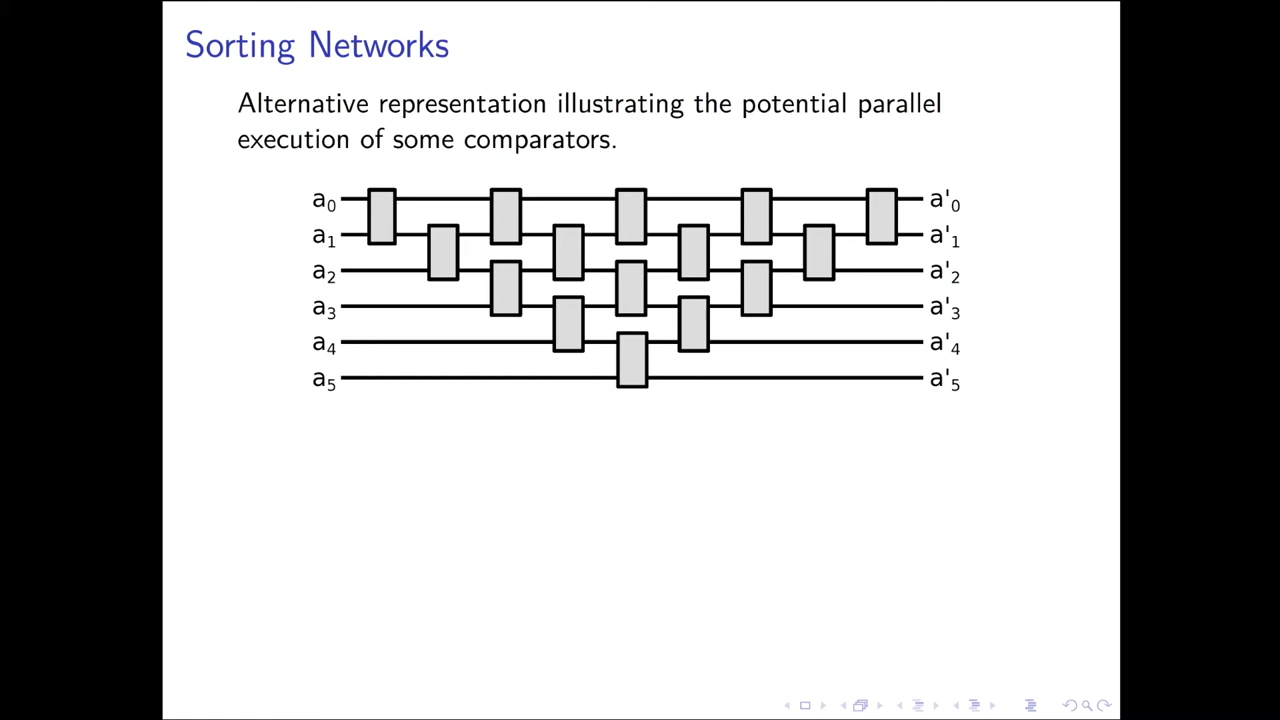 Sorting Networks
Alternative representation illustrating the potential parallel
execution of some comparators.
a0 a'0
a1 a'1
a2 a'2
a3 a'3
a4 a'4
a5 a'5